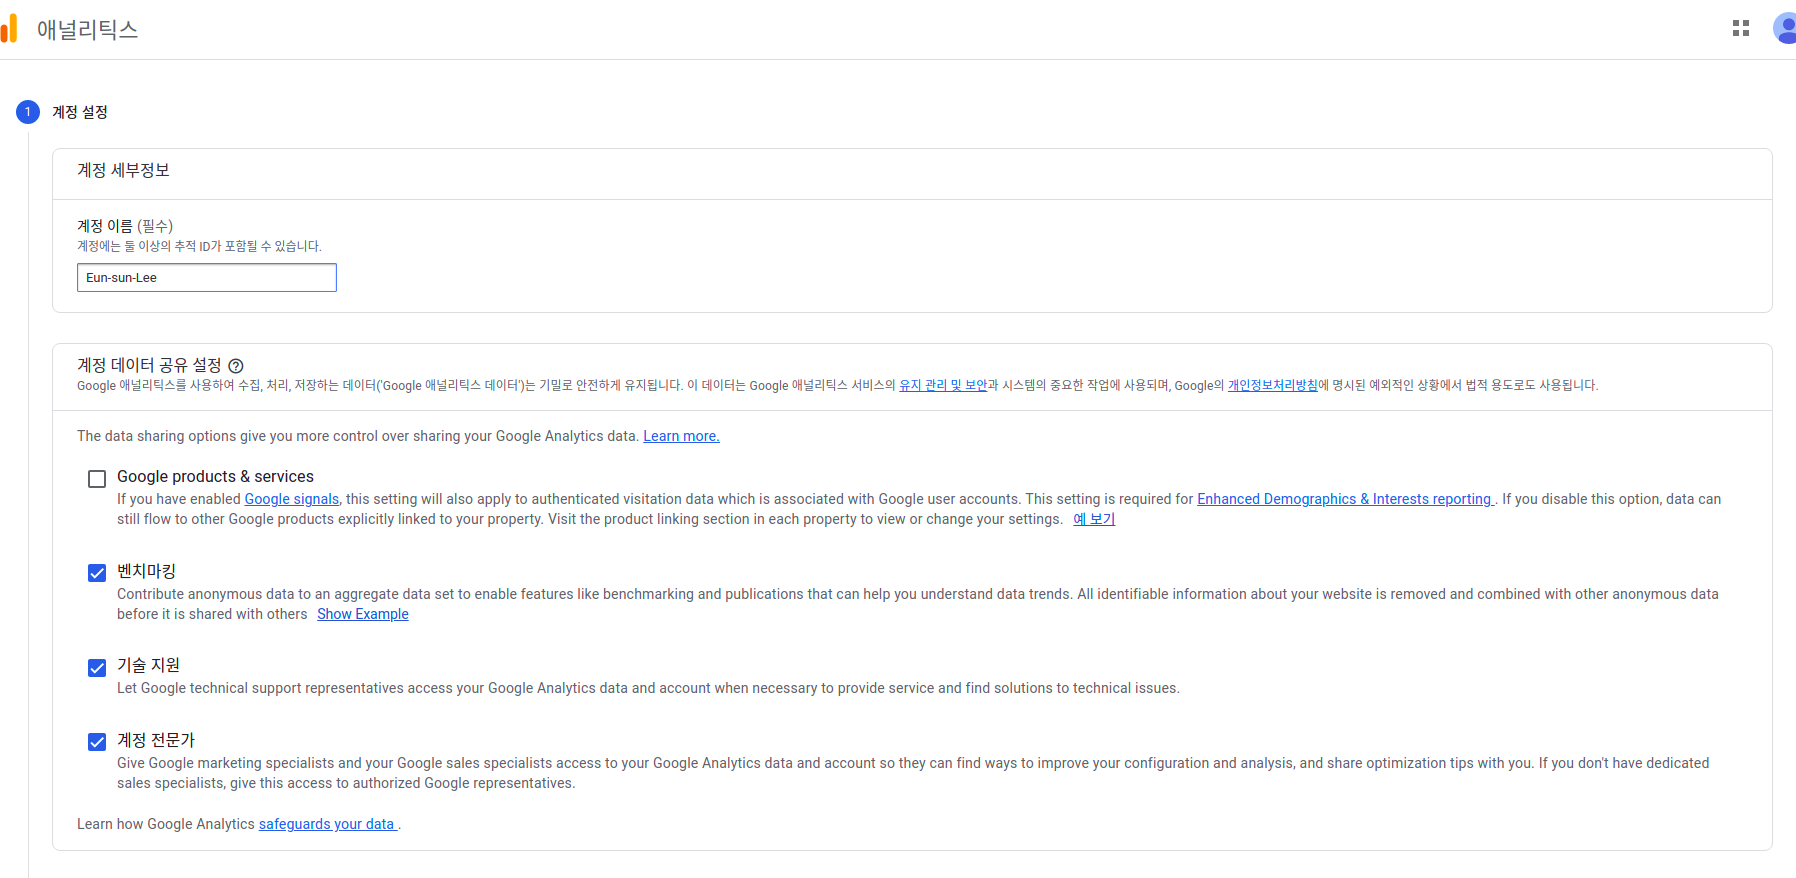 애널리틱스
1 계정 설정
계정 세부정보
계정 이름 (필수)
계정에는 둘 이상의 추적 ID가 포함될 수 있습니다.
Eun-sun-Lee
계정 데이터 공유 설정
Google 애널리틱스를 사용하여 수집, 처리, 저장하는 데이터('Google 애널리틱스 데이터')는 기밀로 안전하게 유지됩니다. 이 데이터는 Google 애널리틱스 서비스의 유지 관리 및 보안과 시스템의 중요한 작업에 사용되며, Google의 개인정보처리방침에 명시된 예외적인 상황에서 법적 용도로도 사용됩니다.
The data sharing options give you more control over sharing your Google Analytics data. Learn more.
Google products & services
If you have enabled Google signals, this setting will also apply to authenticated visitation data which is associated with Google user accounts. This setting is required for Enhanced Demographics & Interests reporting . If you disable this option, data can
still flow to other Google products explicitly linked to your property. Visit the product linking section in each property to view or change your settings. 예 보기
벤치마킹
Contribute anonymous data to an aggregate data set to enable features like benchmarking and publications that can help you understand data trends. All identifiable information about your website is removed and combined with other anonymous data
before it is shared with others Show Example
기술 지원
Let Google technical support representatives access your Google Analytics data and account when necessary to provide service and find solutions to technical issues.
계정 전문가
Give Google marketing specialists and your Google sales specialists access to your Google Analytics data and account so they can find ways to improve your configuration and analysis, and share optimization tips with you. If you don't have dedicated
sales specialists, give this access to authorized Google representatives.
Learn how Google Analytics safeguards your data .